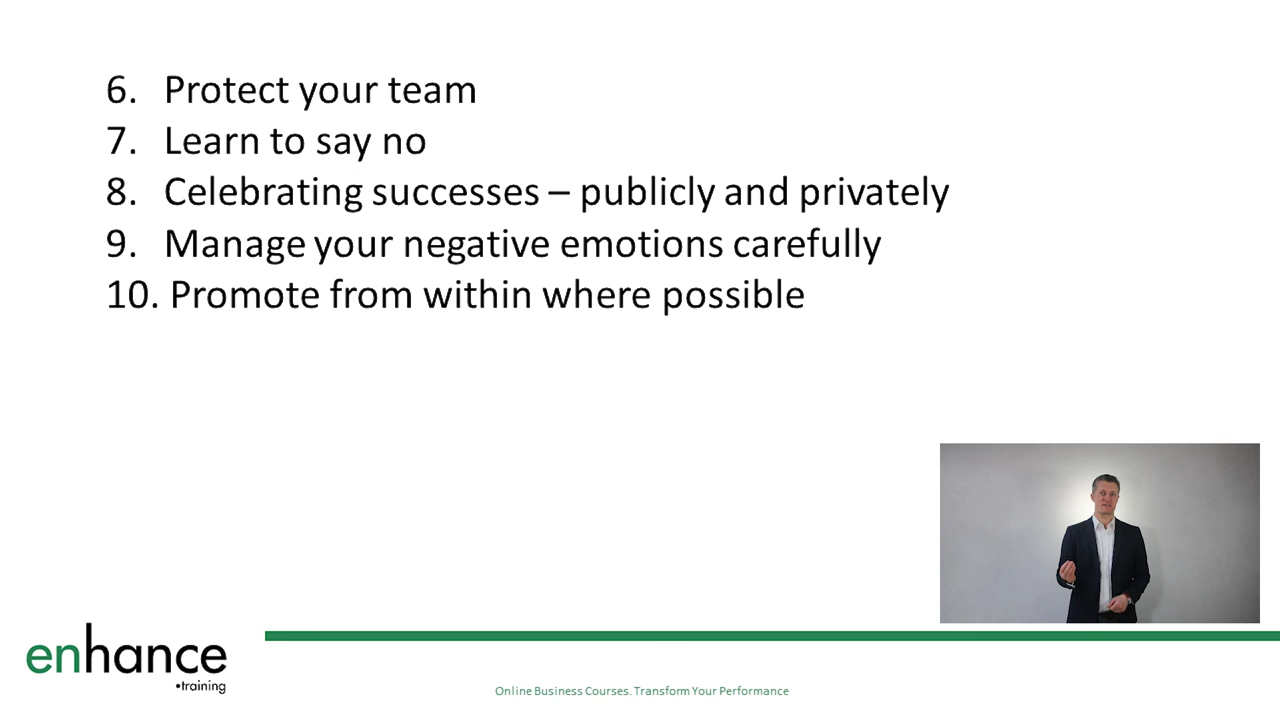 6. Protect your team
7. Learn to say no
8. Celebrating successes – publicly and privately
9. Manage your negative emotions carefully
10. Promote from within where possible
enhance
•training
Online Business Courses. Transform Your Performance